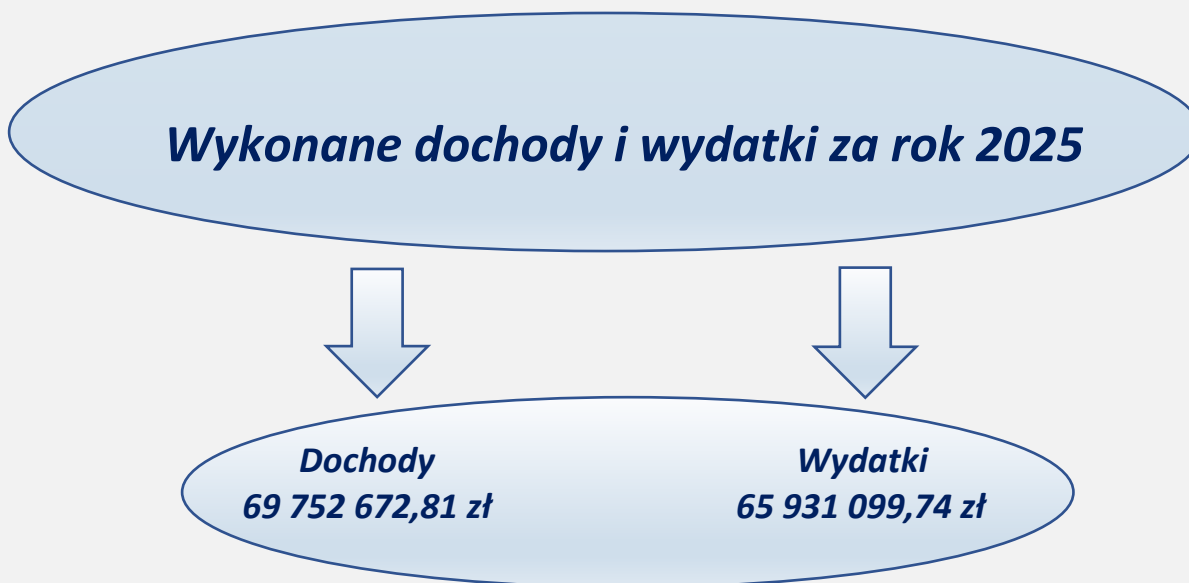 Wykonane dochody i wydatki za rok 2025
Dochody
69 752 672,81 zł
Wydatki
65 931 099,74 zł